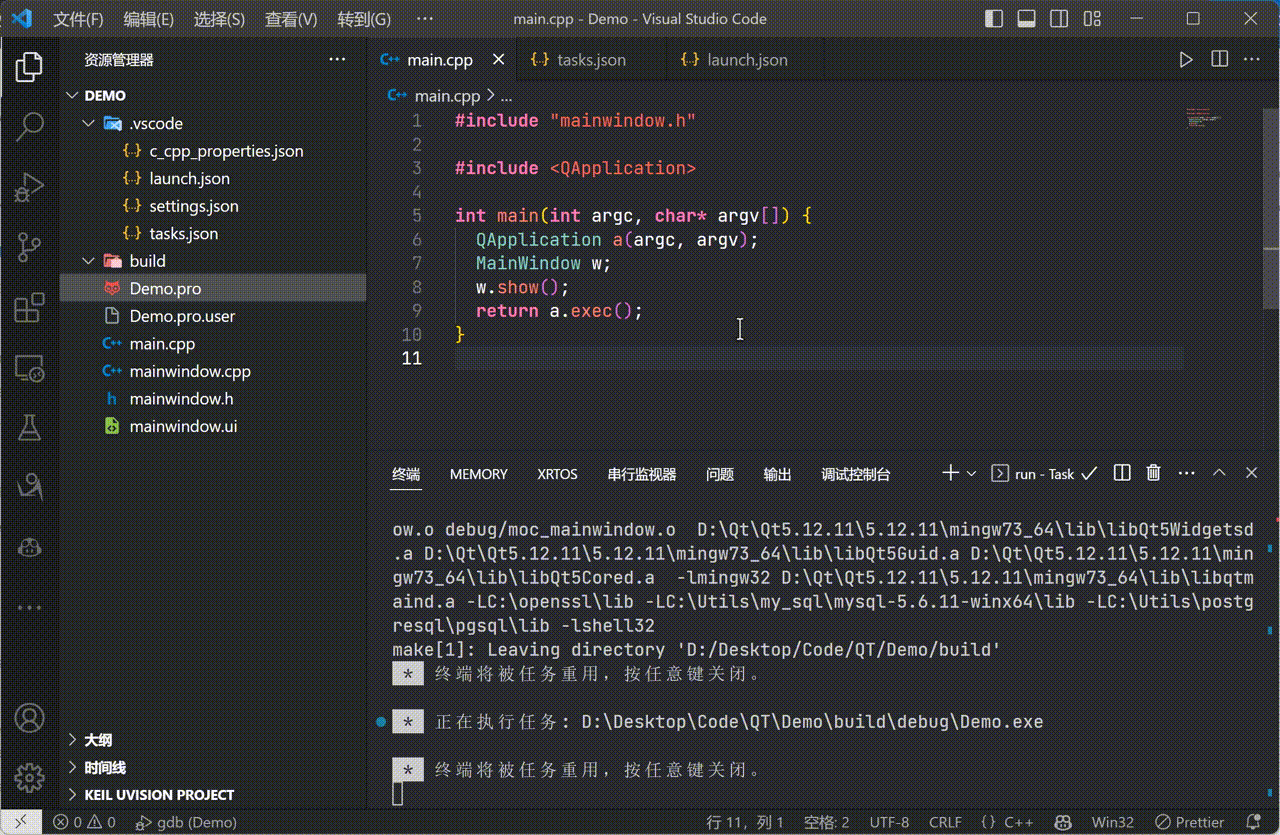 文件(F) 编辑(E) 选择(S) 查看(V) 转到(G) ··· main.cpp - Demo - Visual Studio Code
资源管理器 ···
DEMO
.vscode
{..} c_cpp_properties.json
{..} launch.json
{..} settings.json
{..} tasks.json
build
Demo.pro
Demo.pro.user
C++ main.cpp
C++ mainwindow.cpp
h mainwindow.h
mainwindow.ui
大纲
时间线
KEIL UVISION PROJECT
C++ main.cpp {..} tasks.json {..} launch.json
C++ main.cpp > ...
1 #include "mainwindow.h"
2
3 #include <QApplication>
4
5 int main(int argc, char* argv[]) {
6 QApplication a(argc, argv);
7 MainWindow w;
8 w.show();
9 return a.exec();
10 }
11
终端 MEMORY XRTOS 串行监视器 问题 输出 调试控制台 run - Task
ow.o debug/moc_mainwindow.o  D:\Qt\Qt5.12.11\5.12.11\mingw73_64\lib\libQt5Widgetsd
.a D:\Qt\Qt5.12.11\5.12.11\mingw73_64\lib\libQt5Guid.a D:\Qt\Qt5.12.11\5.12.11\min
gw73_64\lib\libQt5Cored.a  -lmingw32 D:\Qt\Qt5.12.11\5.12.11\mingw73_64\lib\libqtm
aind.a -LC:\openssl\lib -LC:\Utils\my_sql\mysql-5.6.11-winx64\lib -LC:\Utils\postg
resql\pgsql\lib -lshell32
make[1]: Leaving directory 'D:/Desktop/Code/QT/Demo/build'
* 终端将被任务重用，按任意键关闭。
* 正在执行任务: D:\Desktop\Code\QT\Demo\build\debug\Demo.exe
* 终端将被任务重用，按任意键关闭。
0 0 gdb (Demo) 行 11，列 1 空格: 2 UTF-8 CRLF {} C++ Win32 Prettier